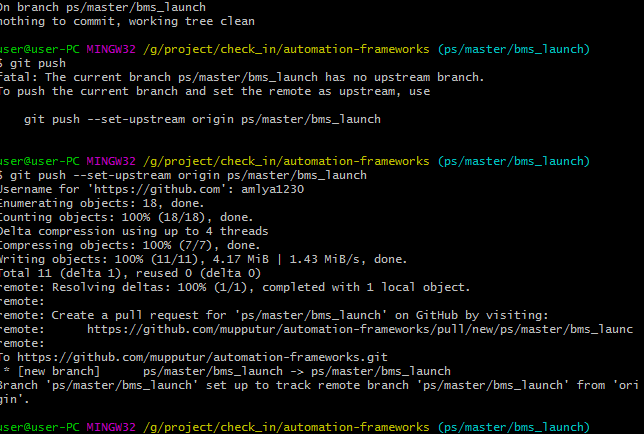 On branch ps/master/bms_launch
nothing to commit, working tree clean
user@user-PC MINGW32 /g/project/check_in/automation-frameworks (ps/master/bms_launch)
$ git push
fatal: The current branch ps/master/bms_launch has no upstream branch.
To push the current branch and set the remote as upstream, use
git push --set-upstream origin ps/master/bms_launch
user@user-PC MINGW32 /g/project/check_in/automation-frameworks (ps/master/bms_launch)
$ git push --set-upstream origin ps/master/bms_launch
Username for 'https://github.com': amlya1230
Enumerating objects: 18, done.
Counting objects: 100% (18/18), done.
Delta compression using up to 4 threads
Compressing objects: 100% (7/7), done.
Writing objects: 100% (11/11), 4.17 MiB | 1.43 MiB/s, done.
Total 11 (delta 1), reused 0 (delta 0)
remote: Resolving deltas: 100% (1/1), completed with 1 local object.
remote:
remote: Create a pull request for 'ps/master/bms_launch' on GitHub by visiting:
remote:      https://github.com/mupputur/automation-frameworks/pull/new/ps/master/bms_launc
remote:
To https://github.com/mupputur/automation-frameworks.git
* [new branch]      ps/master/bms_launch -> ps/master/bms_launch
Branch 'ps/master/bms_launch' set up to track remote branch 'ps/master/bms_launch' from 'ori
gin'.
user@user-PC MINGW32 /g/project/check_in/automation-frameworks (ps/master/bms_launch)